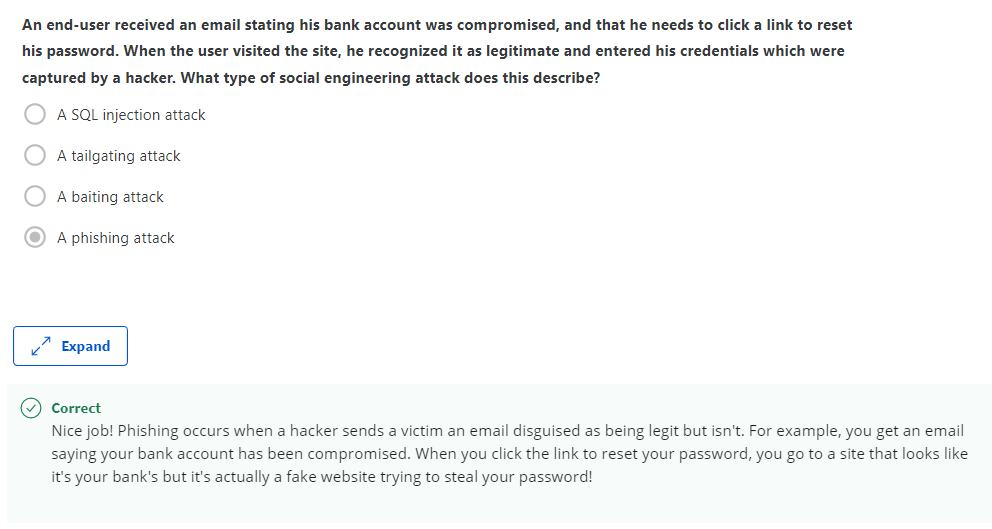 An end-user received an email stating his bank account was compromised, and that he needs to click a link to reset
his password. When the user visited the site, he recognized it as legitimate and entered his credentials which were
captured by a hacker. What type of social engineering attack does this describe?
A SQL injection attack
A tailgating attack
A baiting attack
A phishing attack
Expand
Correct
Nice job! Phishing occurs when a hacker sends a victim an email disguised as being legit but isn't. For example, you get an email
saying your bank account has been compromised. When you click the link to reset your password, you go to a site that looks like
it's your bank's but it's actually a fake website trying to steal your password!